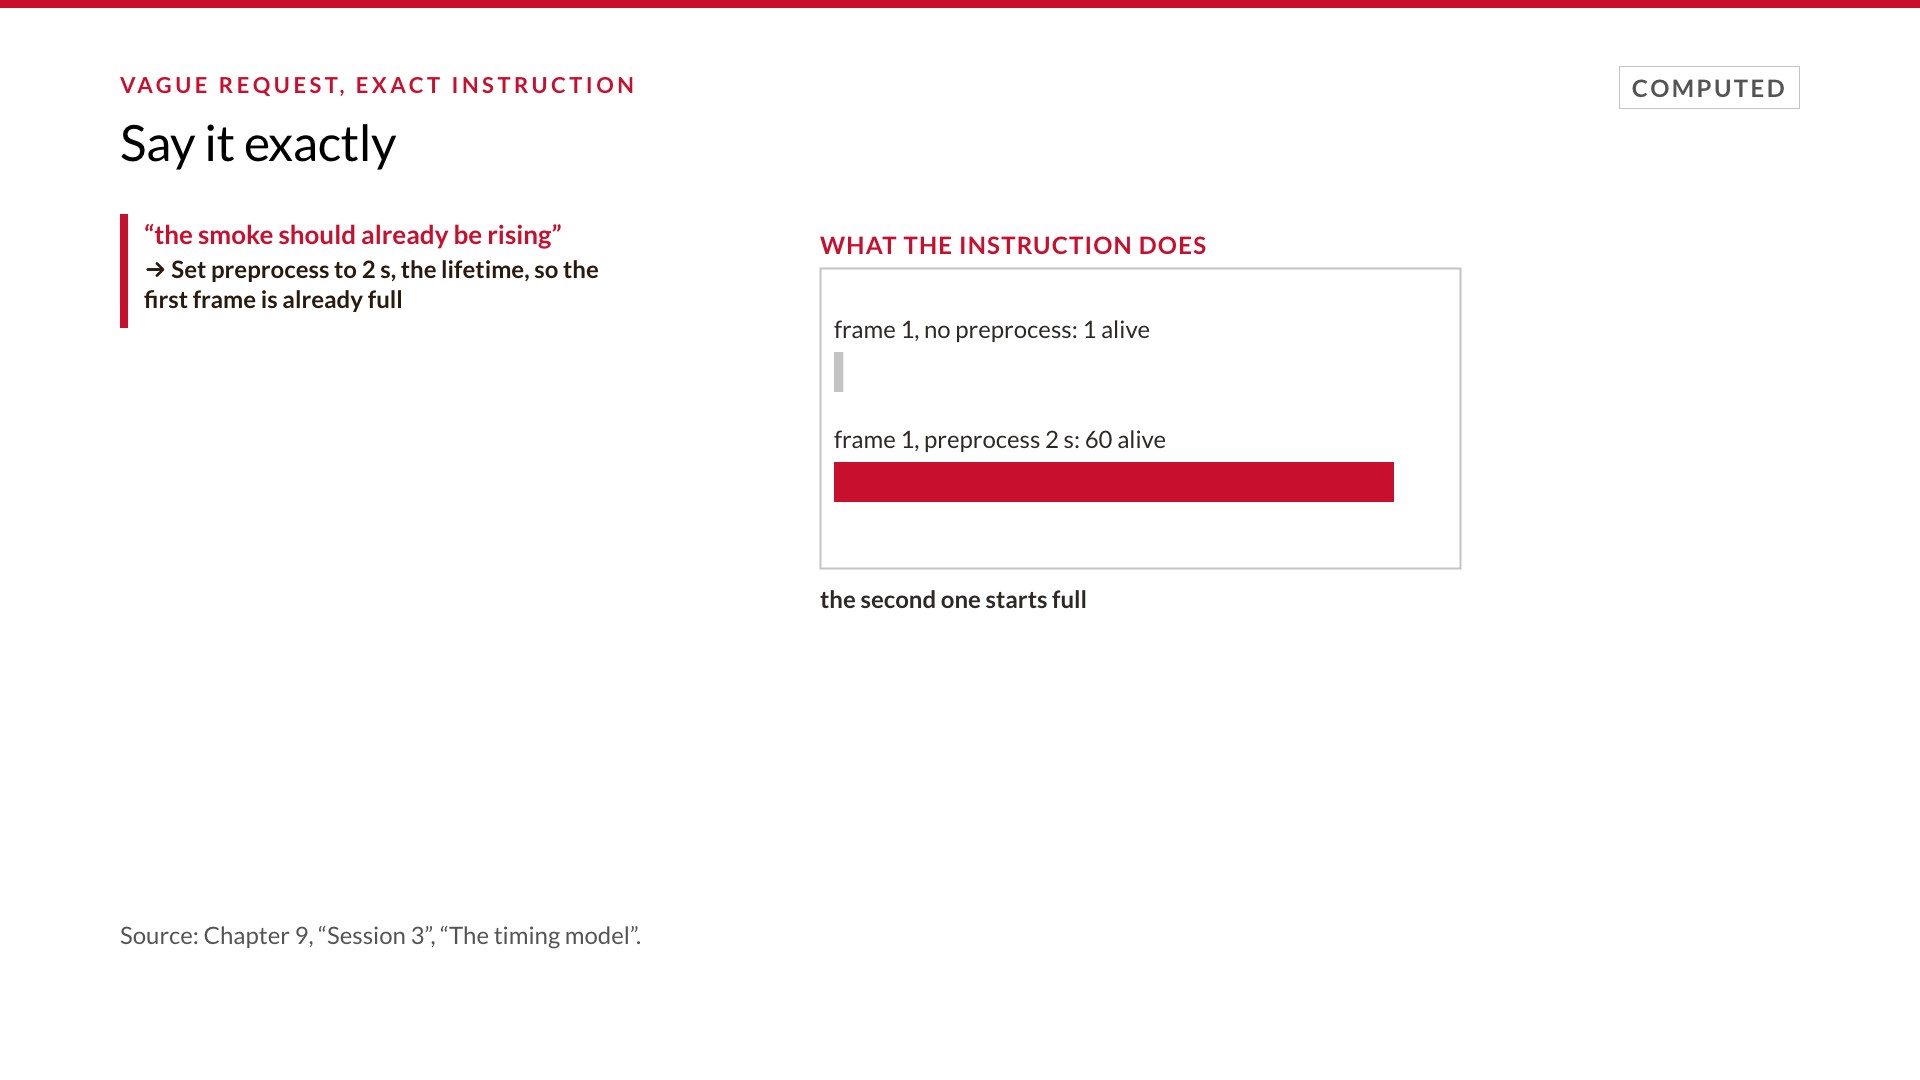 VAGUE REQUEST, EXACT INSTRUCTION
COMPUTED
Say it exactly
“the smoke should already be rising”
→ Set preprocess to 2 s, the lifetime, so the
first frame is already full
WHAT THE INSTRUCTION DOES
frame 1, no preprocess: 1 alive
frame 1, preprocess 2 s: 60 alive
the second one starts full
Source: Chapter 9, “Session 3”, “The timing model”.